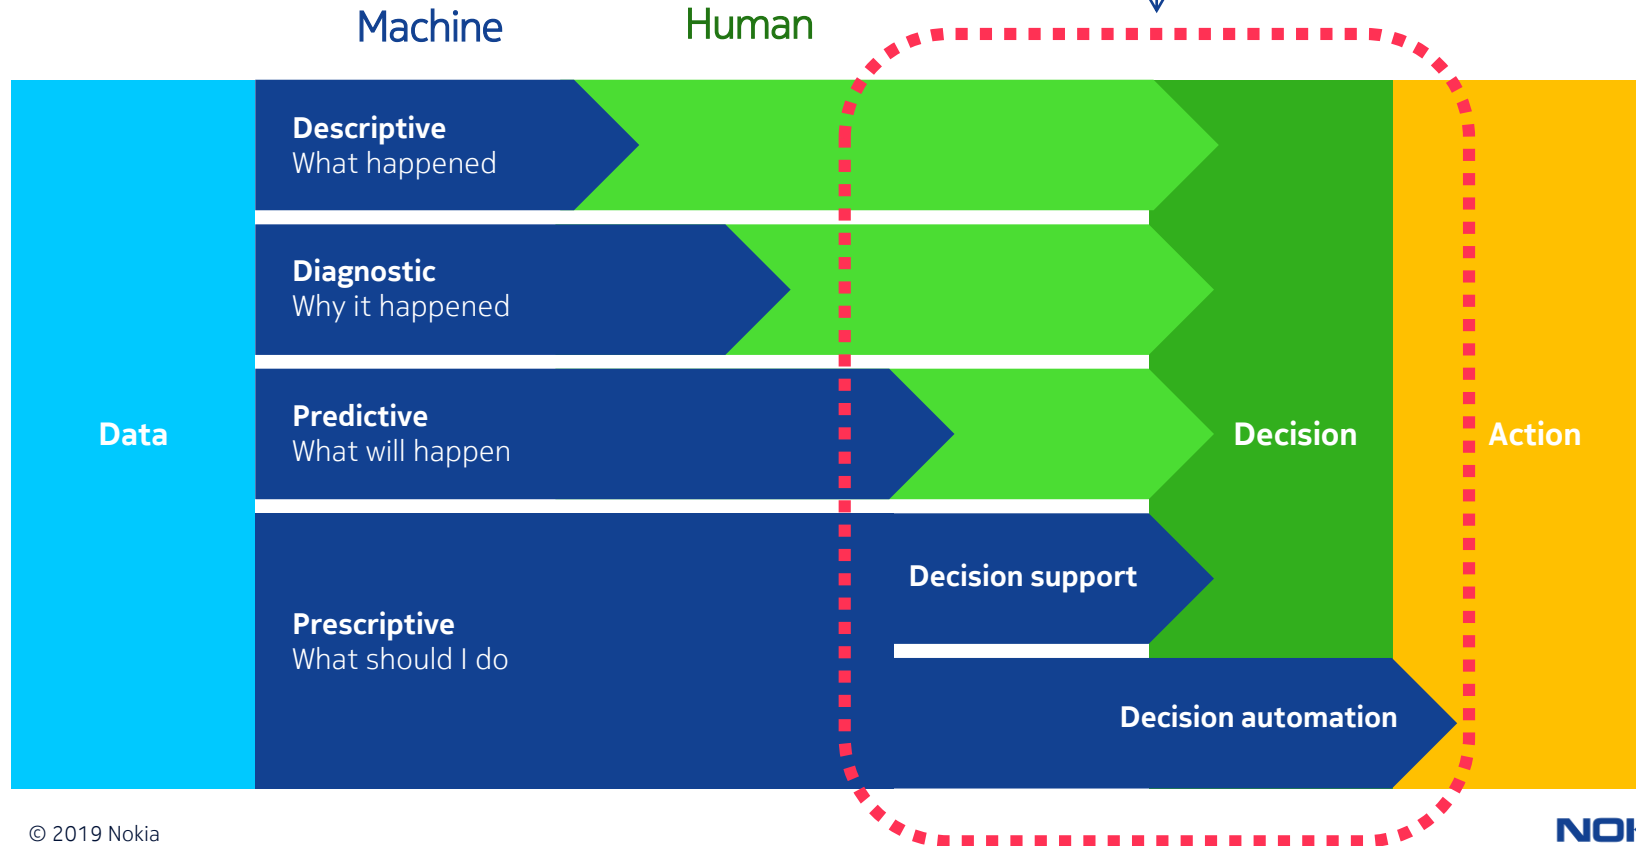 Machine
Human
Descriptive
What happened
Diagnostic
Why it happened
Predictive
What will happen
Data
Decision
Action
Decision support
Prescriptive
What should I do
Decision automation
© 2019 Nokia